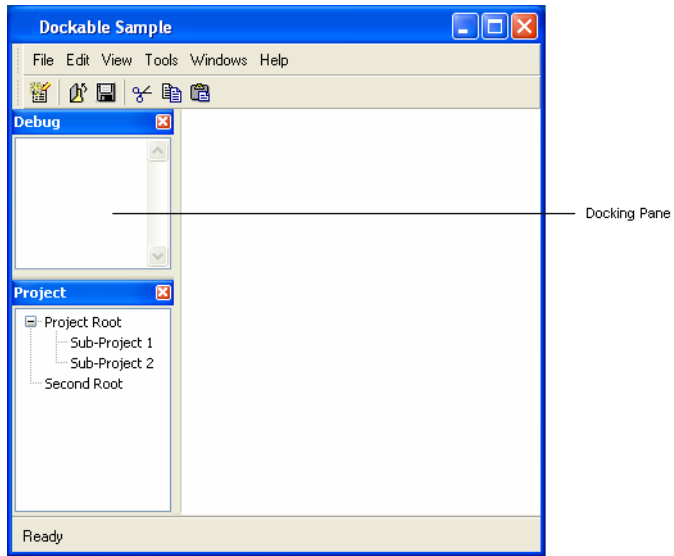 Dockable Sample
File Edit View Tools Windows Help
Debug
Docking Pane
Project
Project Root
Sub-Project 1
Sub-Project 2
Second Root
Ready